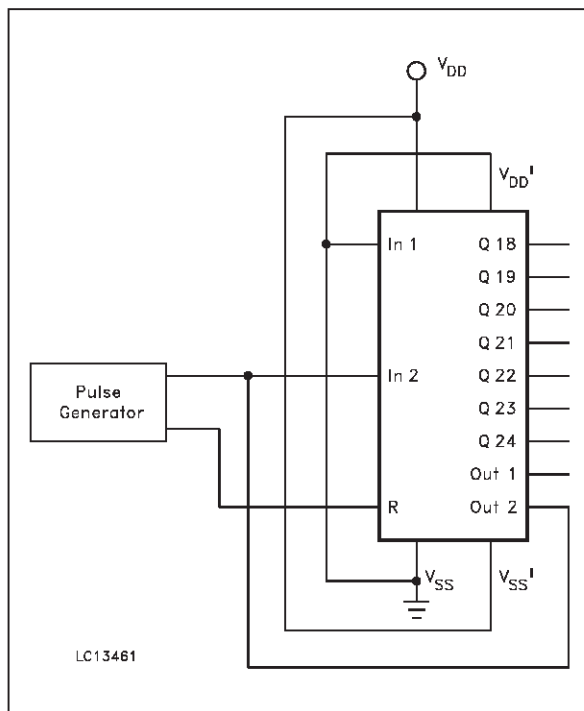 VDD
VDD'
In 1
Q 18
Q 19
Q 20
Q 21
In 2
Q 22
Pulse
Generator
Q 23
Q 24
Out 1
R
Out 2
VSS
VSS'
LC13461